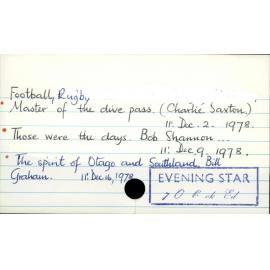 Football, Rugby
Master of the dive pass. (Charlie Saxton)
11: Dec. 2. 1978.
Those were the days. Bob Shannon ...
11: Dec. 9. 1978.
The spirit of Otago and Southland. Bill
Graham. 11: Dec 16, 1978
EVENING STAR